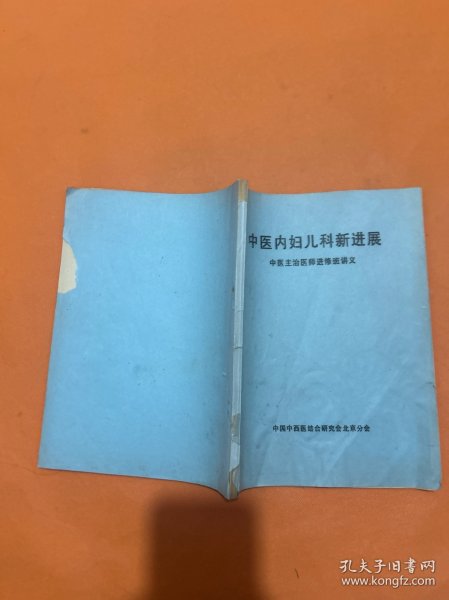 中医内妇儿科新进展
中医主治医师进修班讲义
中国中西医结合研究会北京分会
孔夫子旧书网
www.kongfz.com